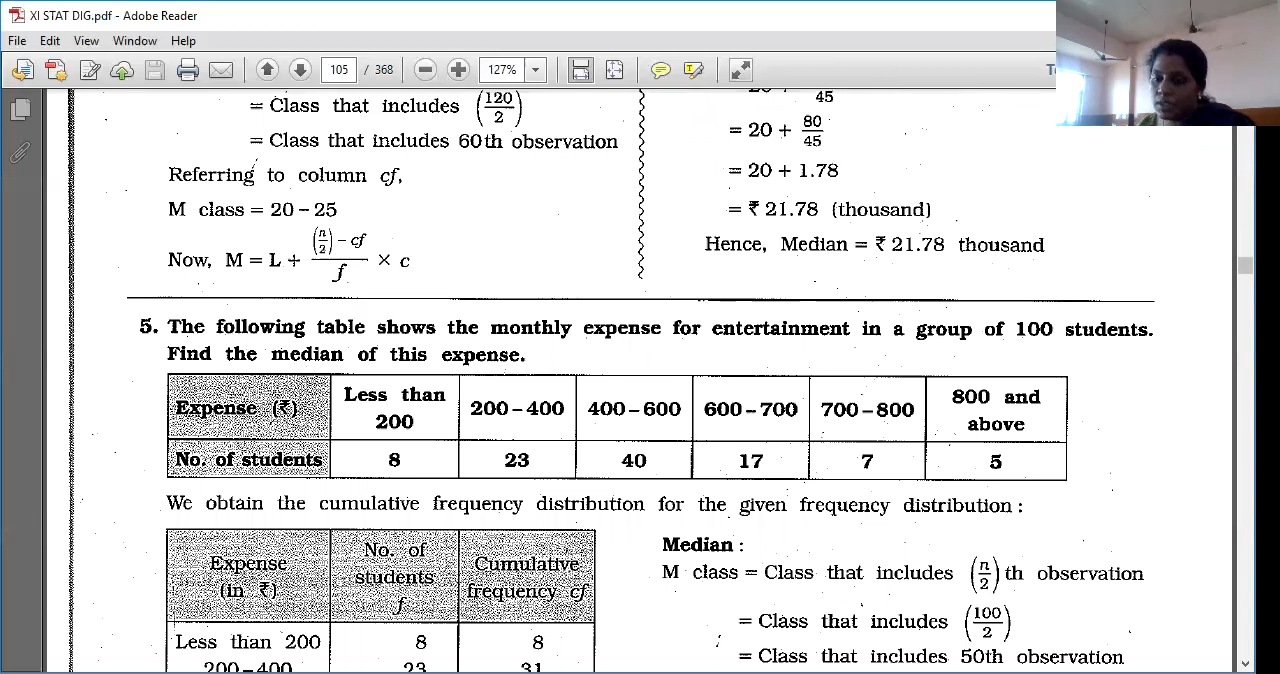 XI STAT DIG.pdf - Adobe Reader
File Edit View Window Help
105 / 368 127%
= Class that includes (120/2)
= Class that includes 60th observation
Referring to column cf,
M class = 20 – 25
Now, M = L + ((n/2) – cf)/f × c
45
= 20 + 80/45
= 20 + 1.78
= ₹ 21.78 (thousand)
Hence, Median = ₹ 21.78 thousand
5. The following table shows the monthly expense for entertainment in a group of 100 students.
Find the median of this expense.
Expense (₹) Less than 200 200 – 400 400 – 600 600 – 700 700 – 800 800 and above
No. of students 8 23 40 17 7 5
We obtain the cumulative frequency distribution for the given frequency distribution :
Expense (in ₹) No. of students f Cumulative frequency cf
Less than 200 8 8
200 – 400 23 31
Median :
M class = Class that includes (n/2) th observation
= Class that includes (100/2)
= Class that includes 50th observation